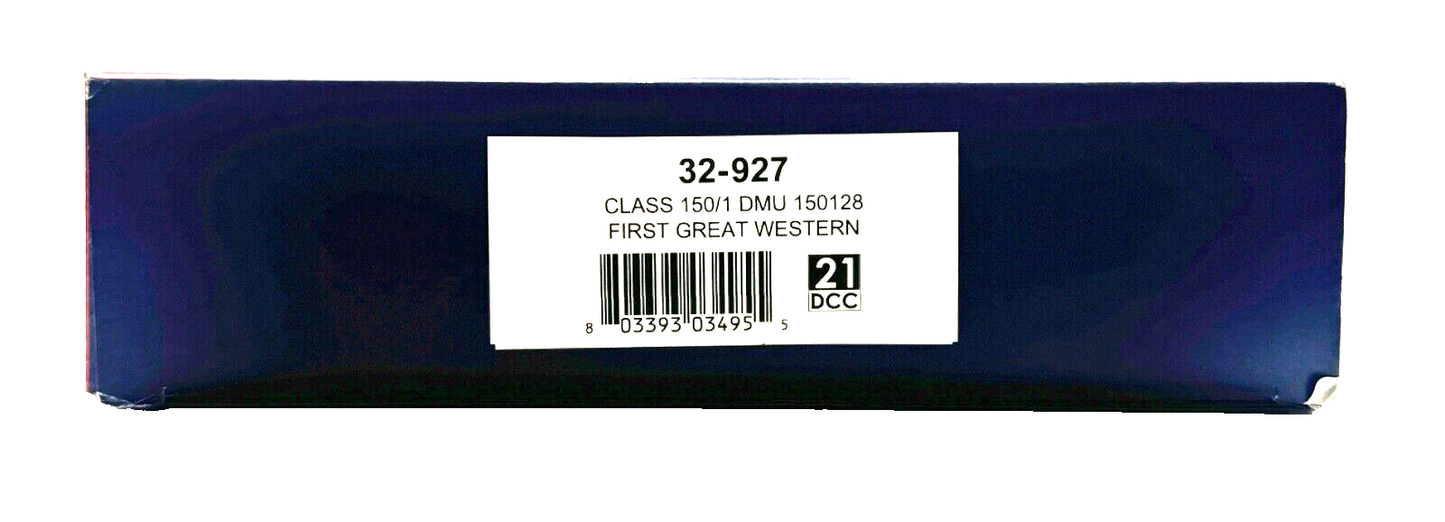 32-927
CLASS 150/1 DMU 150128
FIRST GREAT WESTERN
21
DCC
8 03393 03495 5